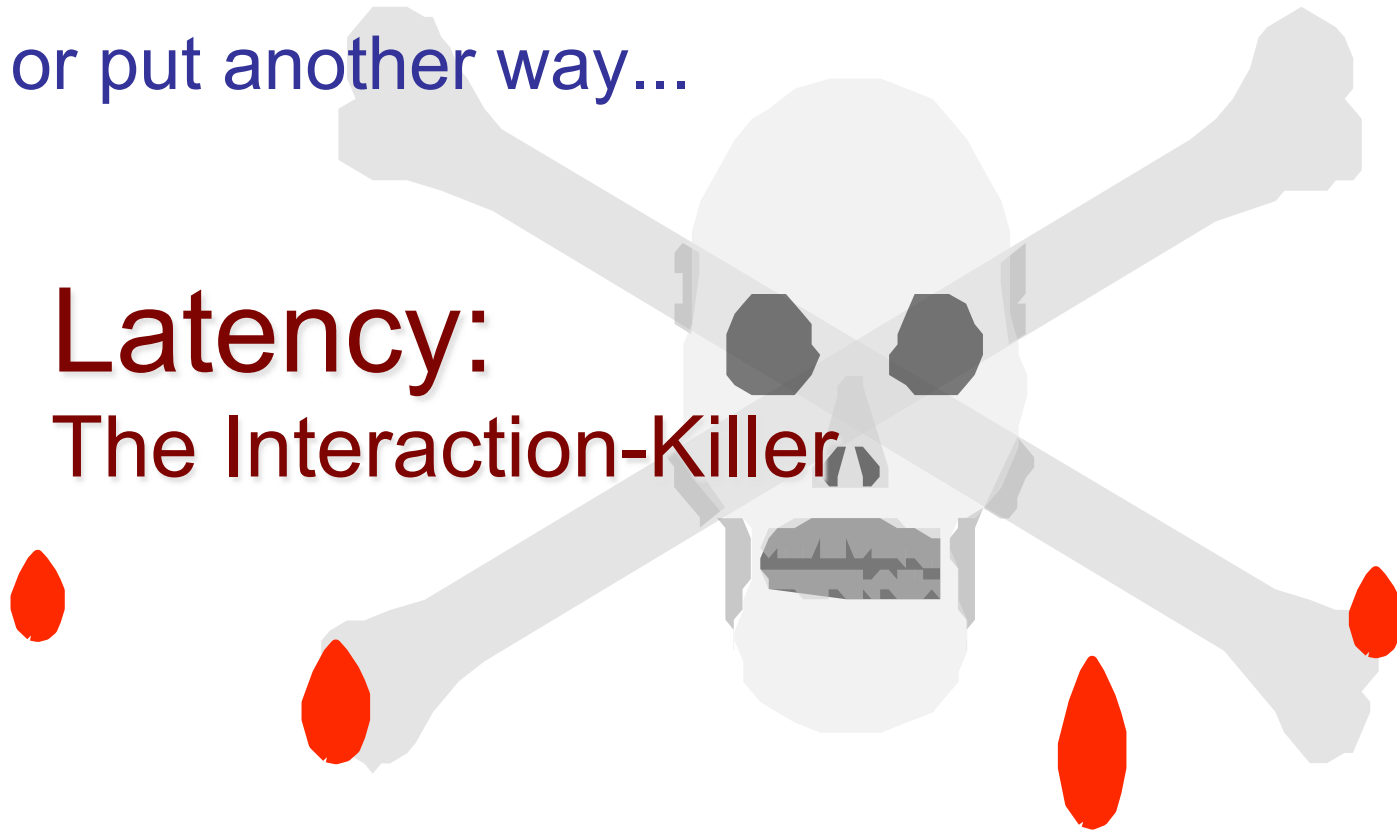 or put another way...
Latency:
The Interaction-Killer